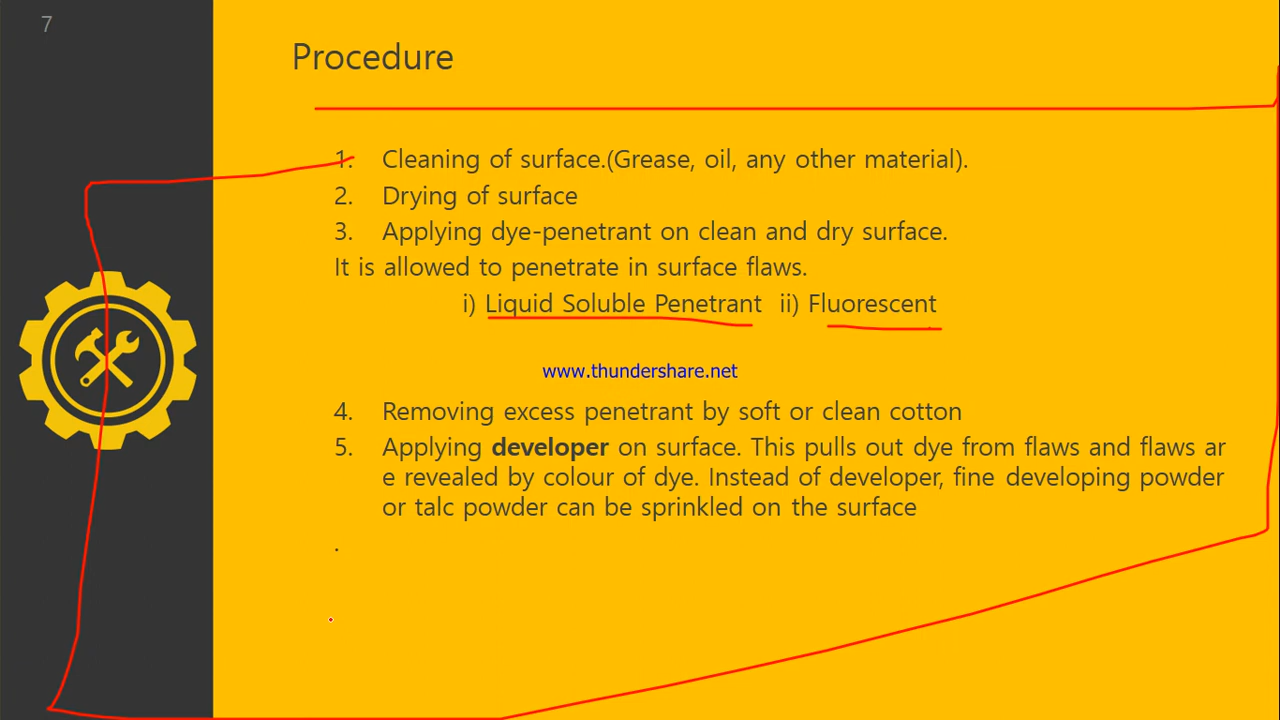 7
Procedure
1. Cleaning of surface.(Grease, oil, any other material).
2. Drying of surface
3. Applying dye-penetrant on clean and dry surface.
It is allowed to penetrate in surface flaws.
i) Liquid Soluble Penetrant ii) Fluorescent
www.thundershare.net
4. Removing excess penetrant by soft or clean cotton
5. Applying developer on surface. This pulls out dye from flaws and flaws ar
e revealed by colour of dye. Instead of developer, fine developing powder
or talc powder can be sprinkled on the surface
.